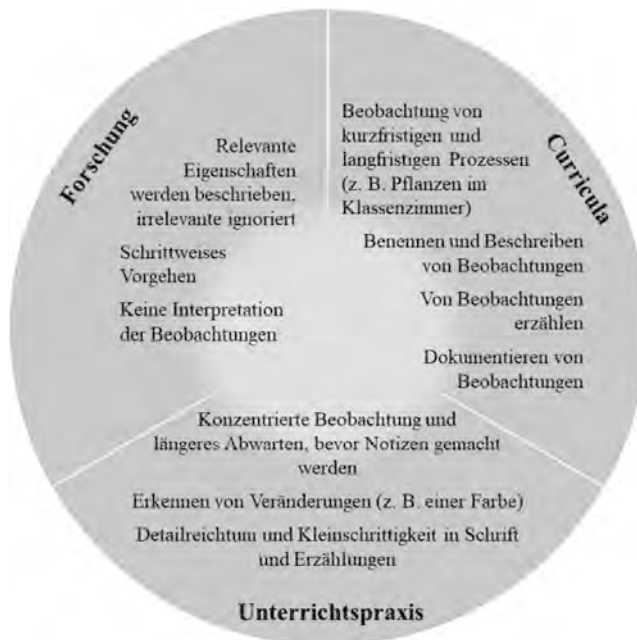 Forschung
Relevante
Eigenschaften
werden beschrieben,
irrelevante ignoriert
Schrittweises
Vorgehen
Keine Interpretation
der Beobachtungen
Curricula
Beobachtung von
kurzfristigen und
langfristigen Prozessen
(z. B. Pflanzen im
Klassenzimmer)
Benennen und Beschreiben
von Beobachtungen
Von Beobachtungen
erzählen
Dokumentieren von
Beobachtungen
Konzentrierte Beobachtung und
längeres Abwarten, bevor Notizen gemacht
werden
Erkennen von Veränderungen (z. B. einer Farbe)
Detailreichtum und Kleinschrittigkeit in Schrift
und Erzählungen
Unterrichtspraxis